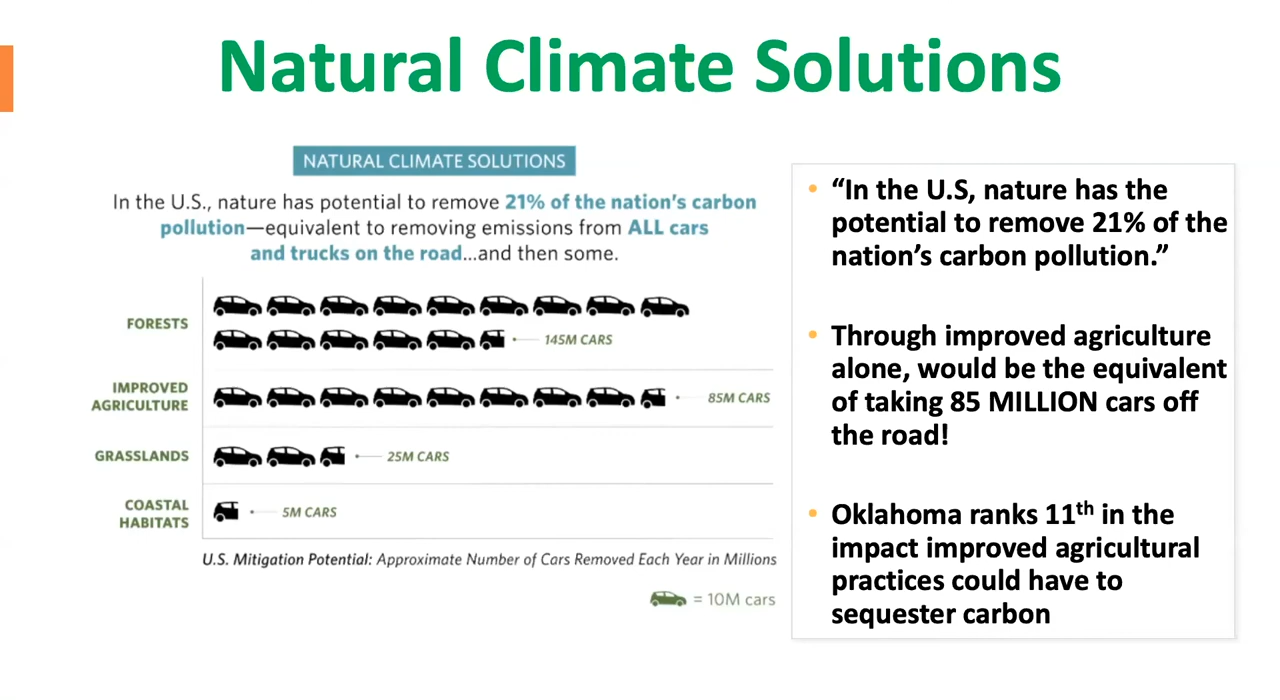 Natural Climate Solutions
NATURAL CLIMATE SOLUTIONS
In the U.S., nature has potential to remove 21% of the nation's carbon
pollution—equivalent to removing emissions from ALL cars
and trucks on the road...and then some.
FORESTS
145M CARS
IMPROVED
AGRICULTURE
85M CARS
GRASSLANDS
25M CARS
COASTAL
HABITATS
5M CARS
U.S. Mitigation Potential: Approximate Number of Cars Removed Each Year in Millions
= 10M cars
• “In the U.S, nature has the
potential to remove 21% of the
nation’s carbon pollution.”
• Through improved agriculture
alone, would be the equivalent
of taking 85 MILLION cars off
the road!
• Oklahoma ranks 11th in the
impact improved agricultural
practices could have to
sequester carbon